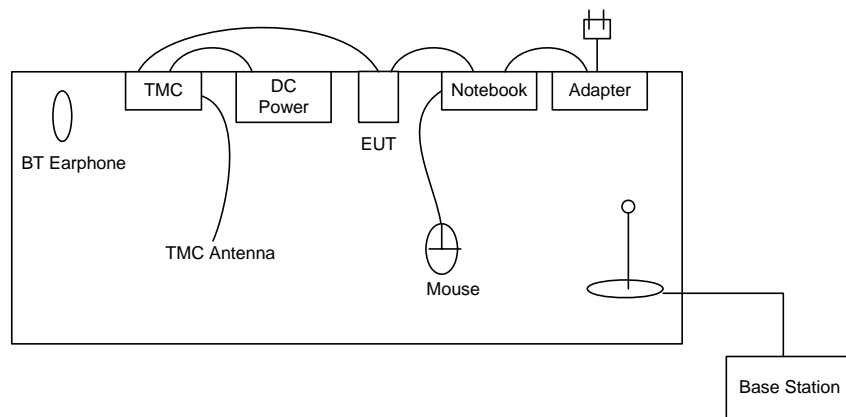 TMC
DC
Power
EUT
Notebook
Adapter
BT Earphone
TMC Antenna
Mouse
Base Station